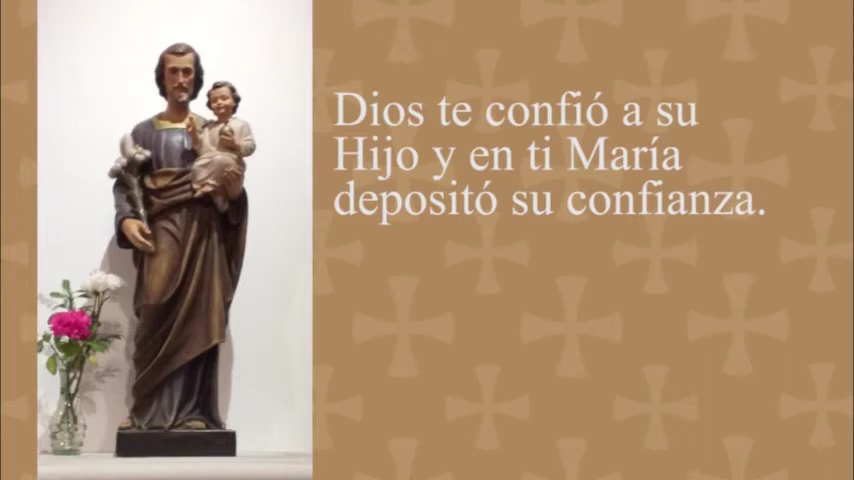 Dios te confió a su
Hijo y en ti María
depositó su confianza.